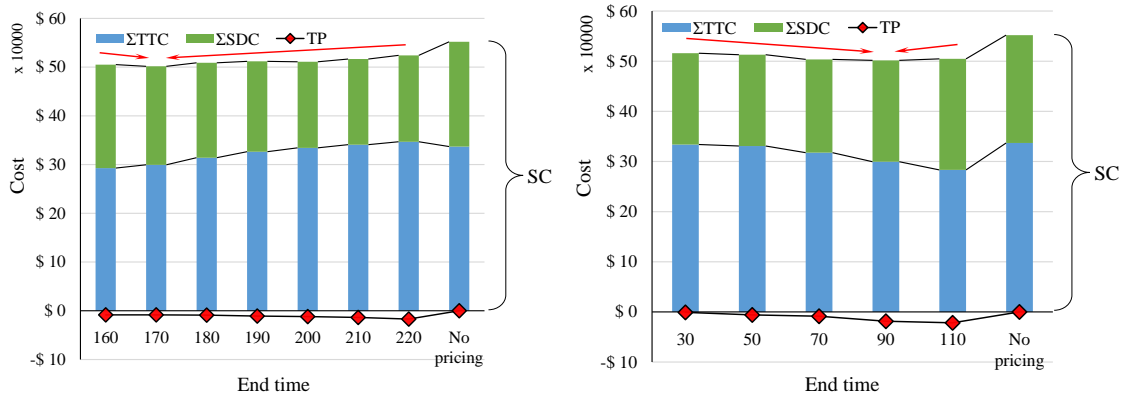 x 10000
Cost
$ 60
$ 50
$ 40
$ 30
$ 20
$ 10
$ 0
-$ 10
ΣTTC ΣSDC TP
SC
160 170 180 190 200 210 220 No pricing
End time
x 10000
Cost
$ 60
$ 50
$ 40
$ 30
$ 20
$ 10
$ 0
-$ 10
ΣTTC ΣSDC TP
SC
30 50 70 90 110 No pricing
End time